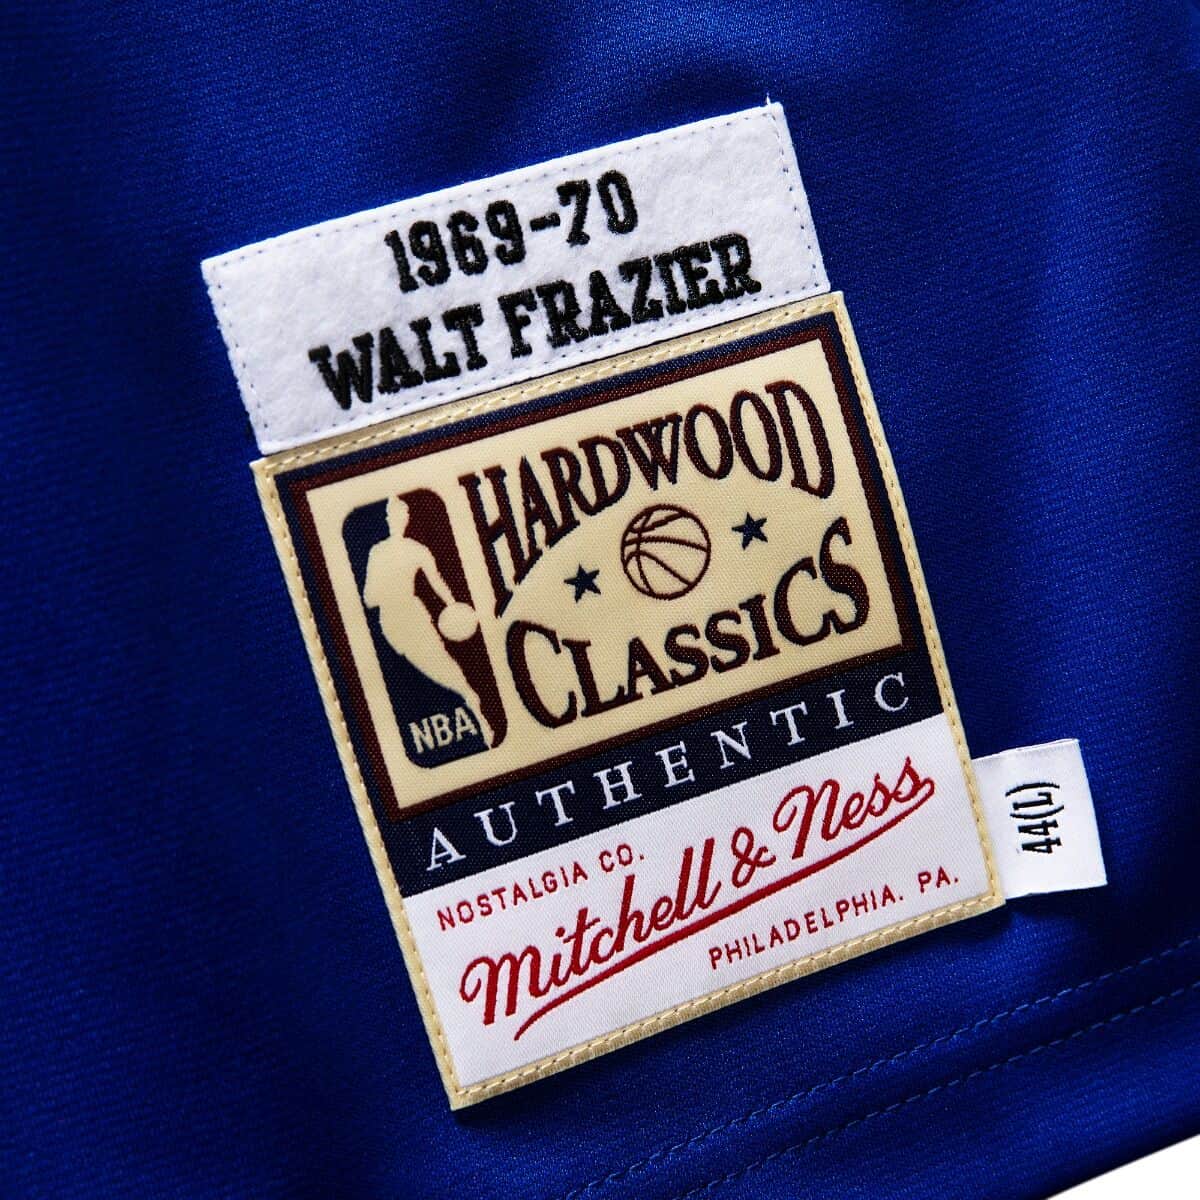 1969-70
WALT FRAZIER
HARDWOOD
CLASSICS
NBA
AUTHENTIC
NOSTALGIA CO.
Mitchell & Ness
PHILADELPHIA. PA.
44(L)